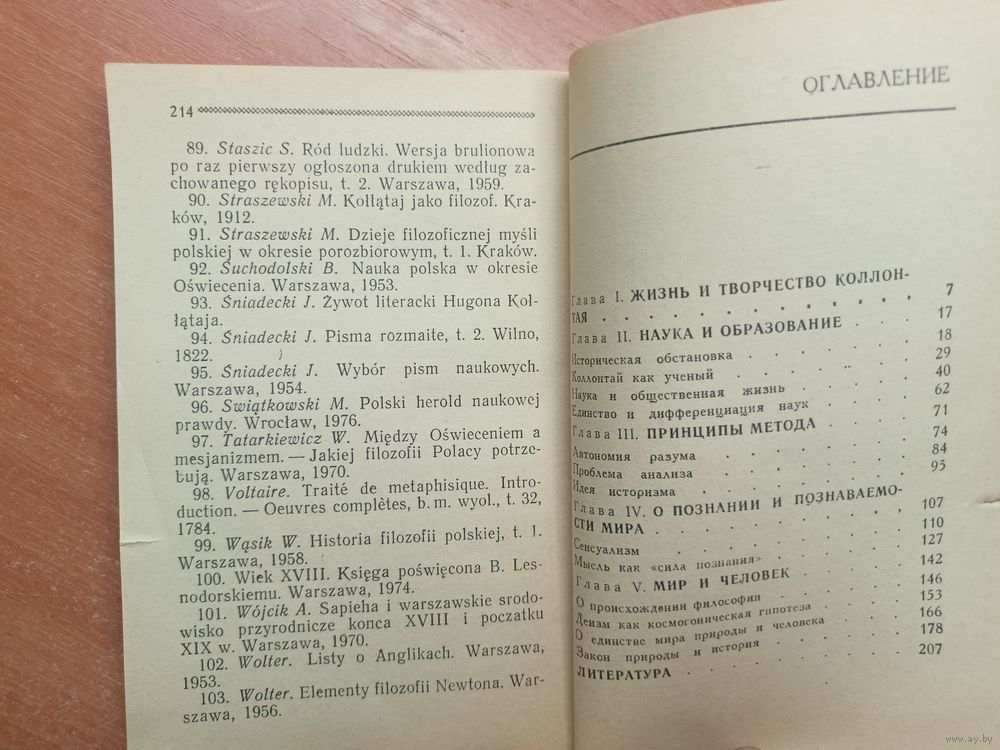 214
89. Staszic S. Ród ludzki. Wersja brulionowa
po raz pierwszy ogłoszona drukiem według za-
chowanego rękopisu, t. 2. Warszawa, 1959.
90. Straszewski M. Kołłątaj jako filozof. Kra-
ków, 1912.
91. Straszewski M. Dzieje filozoficznej myśli
polskiej w okresie porozbiorowym, t. 1. Kraków.
92. Suchodolski B. Nauka polska w okresie
Oświecenia. Warszawa, 1953.
93. Śniadecki J. Żywot literacki Hugona Koł-
łątaja.
94. Śniadecki J. Pisma rozmaite, t. 2. Wilno,
1822.
95. Śniadecki J. Wybór pism naukowych.
Warszawa, 1954.
96. Swiątkowski M. Polski herold naukowej
prawdy. Wrocław, 1976.
97. Tatarkiewicz W. Między Oświeceniem a
mesjanizmem. — Jakiej filozofii Polacy potrze-
bują. Warszawa, 1970.
98. Voltaire. Traité de metaphisique. Intro-
duction. — Oeuvres complètes, b. m. wyol., t. 32,
1784.
99. Wąsik W. Historia filozofii polskiej, t. 1.
Warszawa, 1958.
100. Wiek XVIII. Księga poświęcona B. Les-
nodorskiemu. Warszawa, 1974.
101. Wójcik A. Sapieha i warszawskie środo-
wisko przyrodnicze konca XVIII i poczatku
XIX w. Warszawa, 1970.
102. Wolter. Listy o Anglikach. Warszawa,
1953.
103. Wolter. Elementy filozofii Newtona. War-
szawa, 1956.
ОГЛАВЛЕНИЕ
Глава I. ЖИЗНЬ И ТВОРЧЕСТВО КОЛЛОН-
ТАЯ . . . . . . . . . . 7
Глава II. НАУКА И ОБРАЗОВАНИЕ . . . 17
Историческая обстановка . . . . . 18
Коллонтай как ученый . . . . . 29
Наука и общественная жизнь . . . . 40
Единство и дифференциация наук . . . 62
Глава III. ПРИНЦИПЫ МЕТОДА . . . . 71
Автономия разума . . . . . . 74
Проблема анализа . . . . . . 84
Идея историзма . . . . . . . 95
Глава IV. О ПОЗНАНИИ И ПОЗНАВАЕМО-
СТИ МИРА . . . . . . . . 107
Сенсуализм . . . . . . . . 110
Мысль как «сила познания» . . . . 127
Глава V. МИР И ЧЕЛОВЕК . . . . 142
О происхождении философии . . . . 146
Деизм как космогоническая гипотеза . . . 153
О единстве мира природы и человека . . . 166
Закон природы и история . . . . . 178
ЛИТЕРАТУРА . . . . . . . . 207
www.ay.by